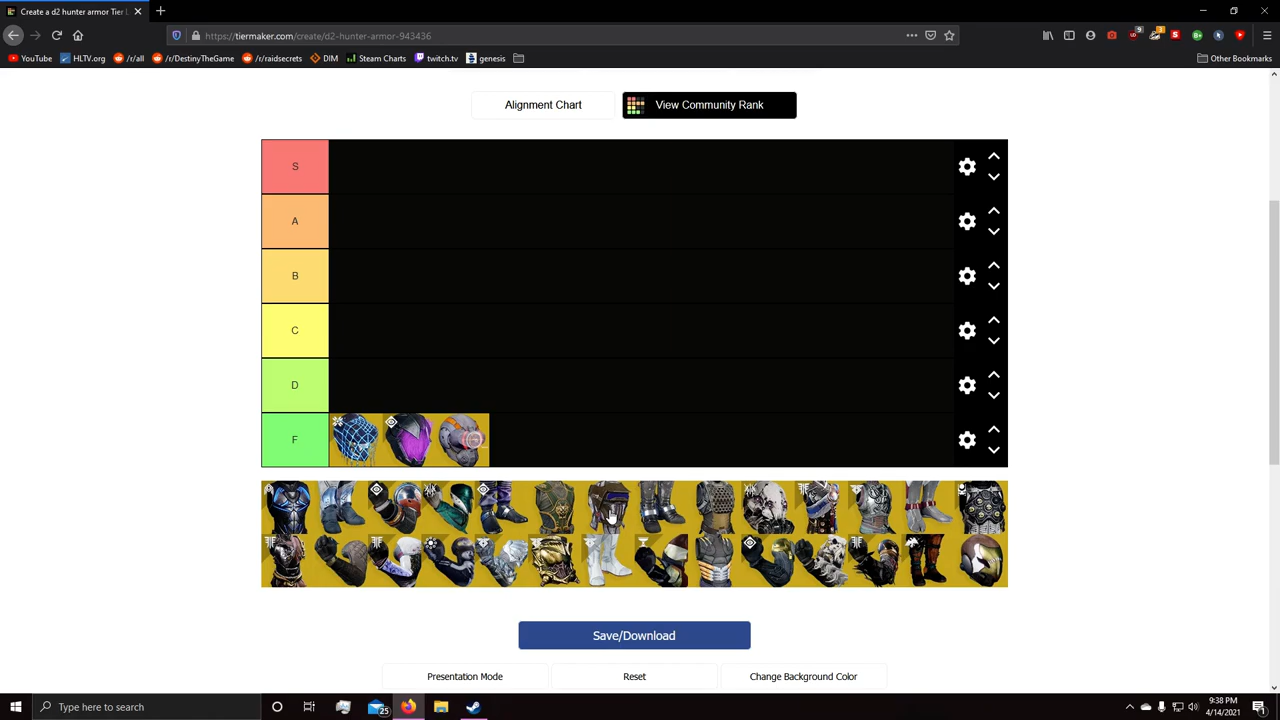 Create a d2 hunter armor Tier L
https://tiermaker.com/create/d2-hunter-armor-943436
YouTube HLTV.org /r/all /r/DestinyTheGame /r/raidsecrets DIM Steam Charts twitch.tv genesis Other Bookmarks
Alignment Chart View Community Rank
S
A
B
C
D
F
Save/Download
Presentation Mode Reset Change Background Color
Type here to search
25
9:38 PM
4/14/2021